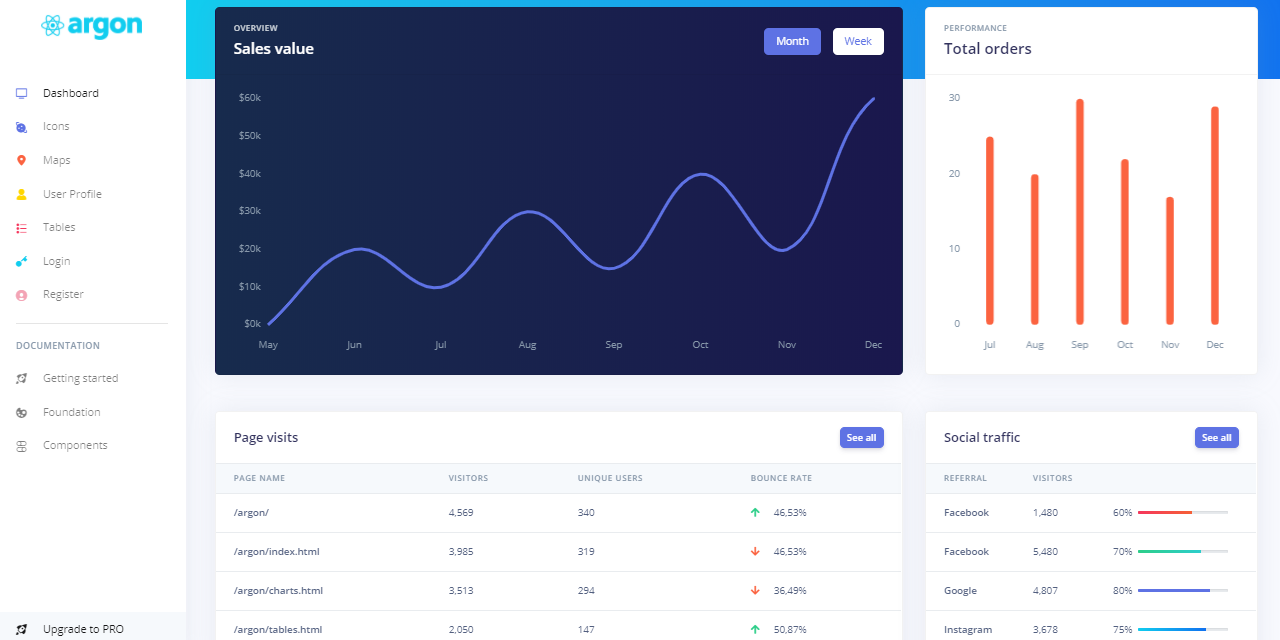 argon
Dashboard
Icons
Maps
User Profile
Tables
Login
Register
DOCUMENTATION
Getting started
Foundation
Components
Upgrade to PRO
OVERVIEW
Sales value
Month Week
$60k
$50k
$40k
$30k
$20k
$10k
$0k
May Jun Jul Aug Sep Oct Nov Dec
PERFORMANCE
Total orders
30
20
10
0
Jul Aug Sep Oct Nov Dec
Page visits See all
PAGE NAME VISITORS UNIQUE USERS BOUNCE RATE
/argon/ 4,569 340 46,53%
/argon/index.html 3,985 319 46,53%
/argon/charts.html 3,513 294 36,49%
/argon/tables.html 2,050 147 50,87%
Social traffic See all
REFERRAL VISITORS
Facebook 1,480 60%
Facebook 5,480 70%
Google 4,807 80%
Instagram 3,678 75%